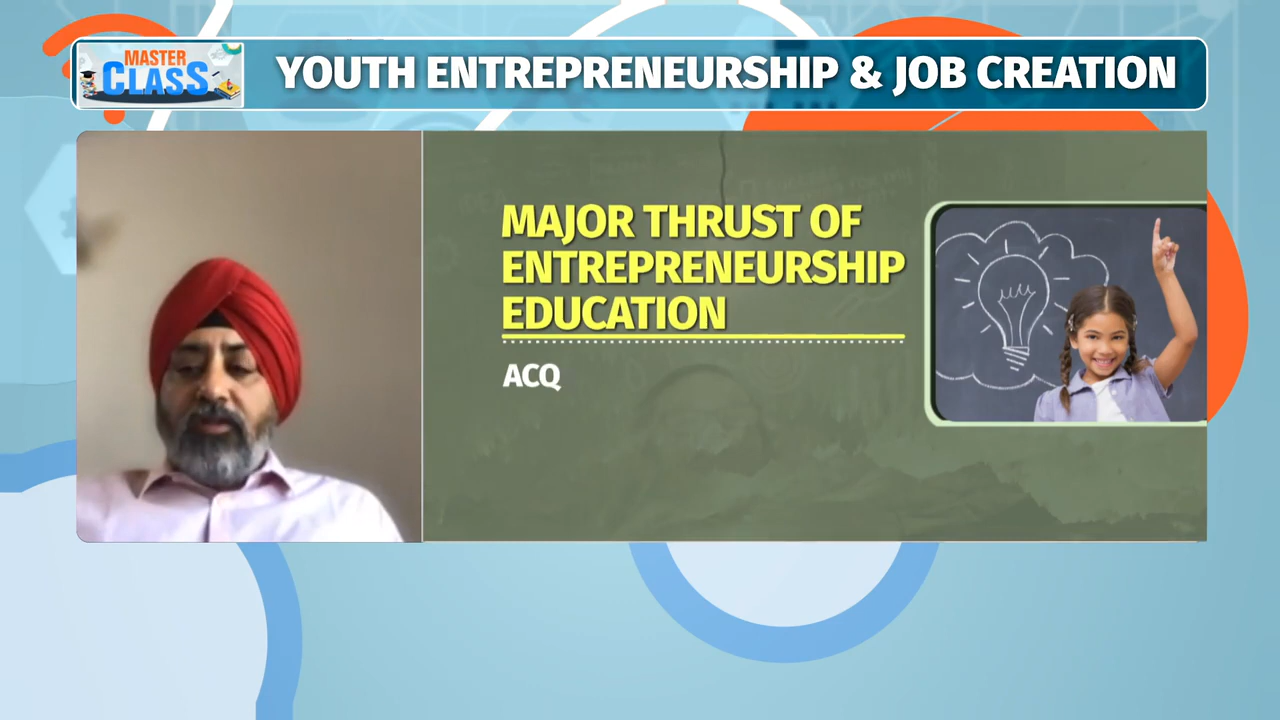 MASTER
CLASS
YOUTH ENTREPRENEURSHIP & JOB CREATION
MAJOR THRUST OF
ENTREPRENEURSHIP
EDUCATION
ACQ